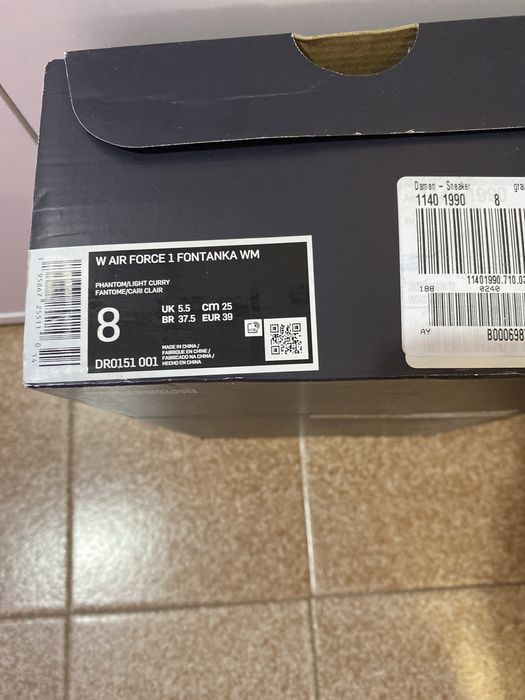 W AIR FORCE 1 FONTANKA WM
PHANTOM/LIGHT CURRY
FANTOME/CARI CLAIR
8
UK 5.5 CM 25
BR 37.5 EUR 39
DR0151 001
MADE IN CHINA /
FABRIQUE EN CHINE /
FABRICADO NA CHINA /
HECHO EN CHINA
Damen - Sneaker
1140 1990 8
11401990.710.03
188 0240
AY